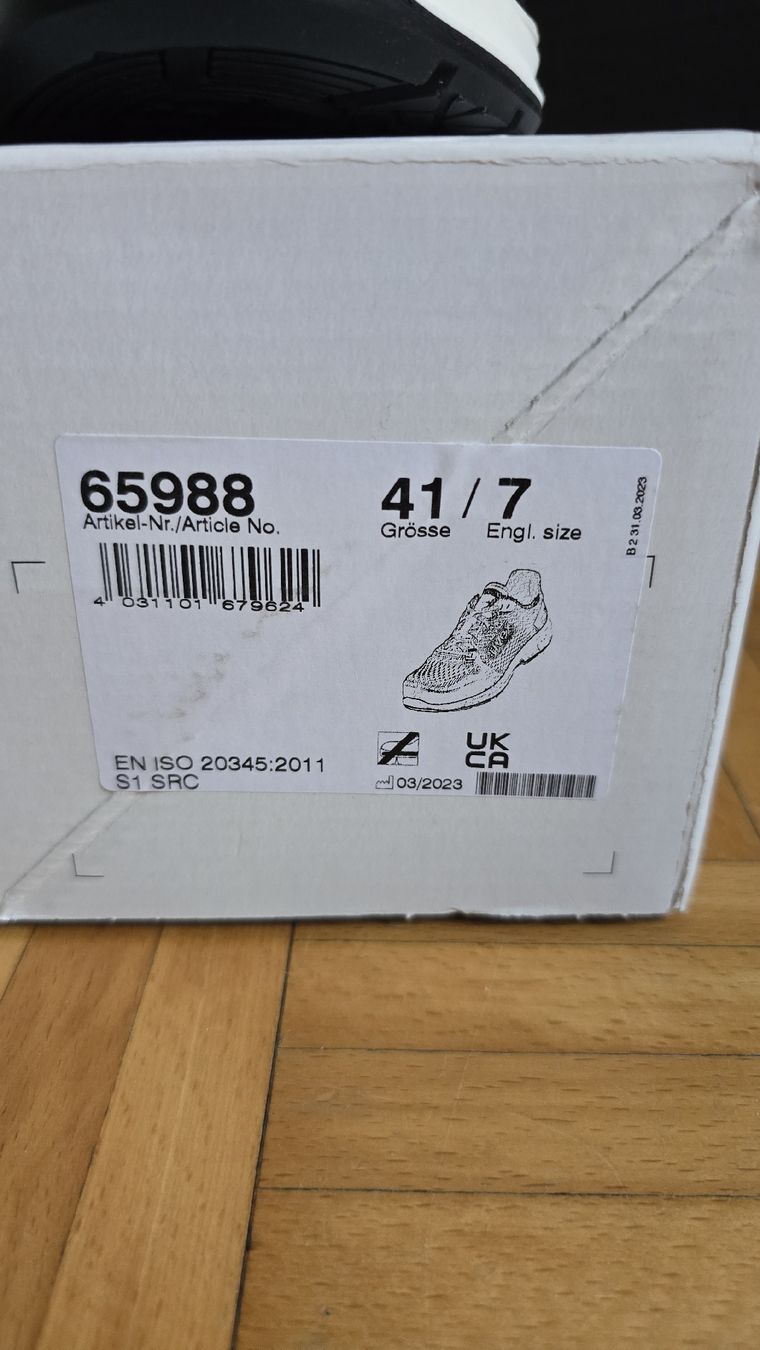 65988
Artikel-Nr./Article No.
4 031101 679624
41 / 7
Grösse Engl. size
B 2 31.03.2023
EN ISO 20345:2011
S1 SRC
UK
CA
03/2023